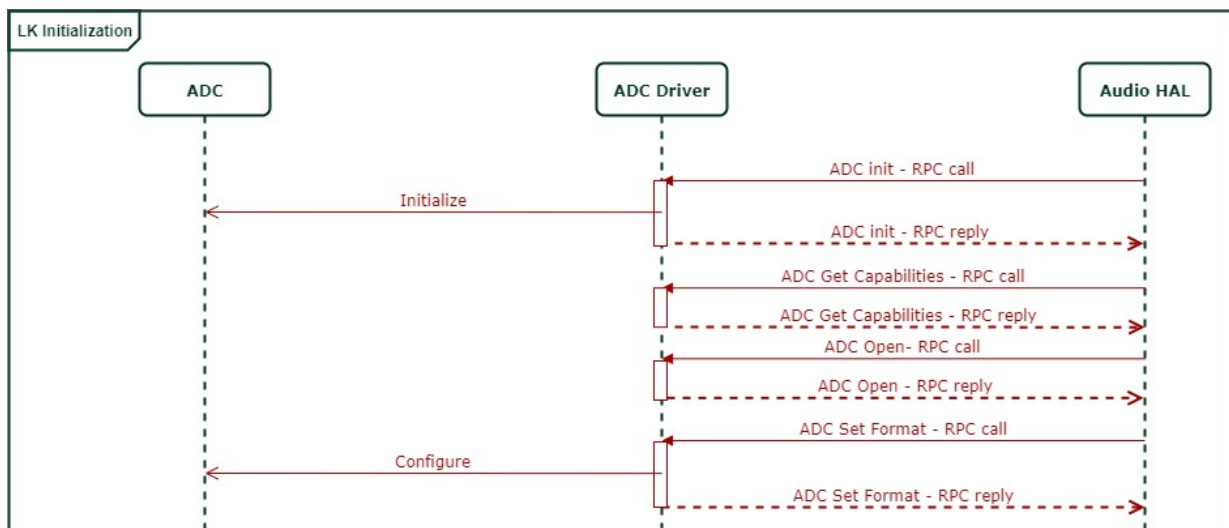 LK Initialization
ADC
ADC Driver
Audio HAL
ADC init - RPC call
Initialize
ADC init - RPC reply
ADC Get Capabilities - RPC call
ADC Get Capabilities - RPC reply
ADC Open- RPC call
ADC Open - RPC reply
ADC Set Format - RPC call
Configure
ADC Set Format - RPC reply